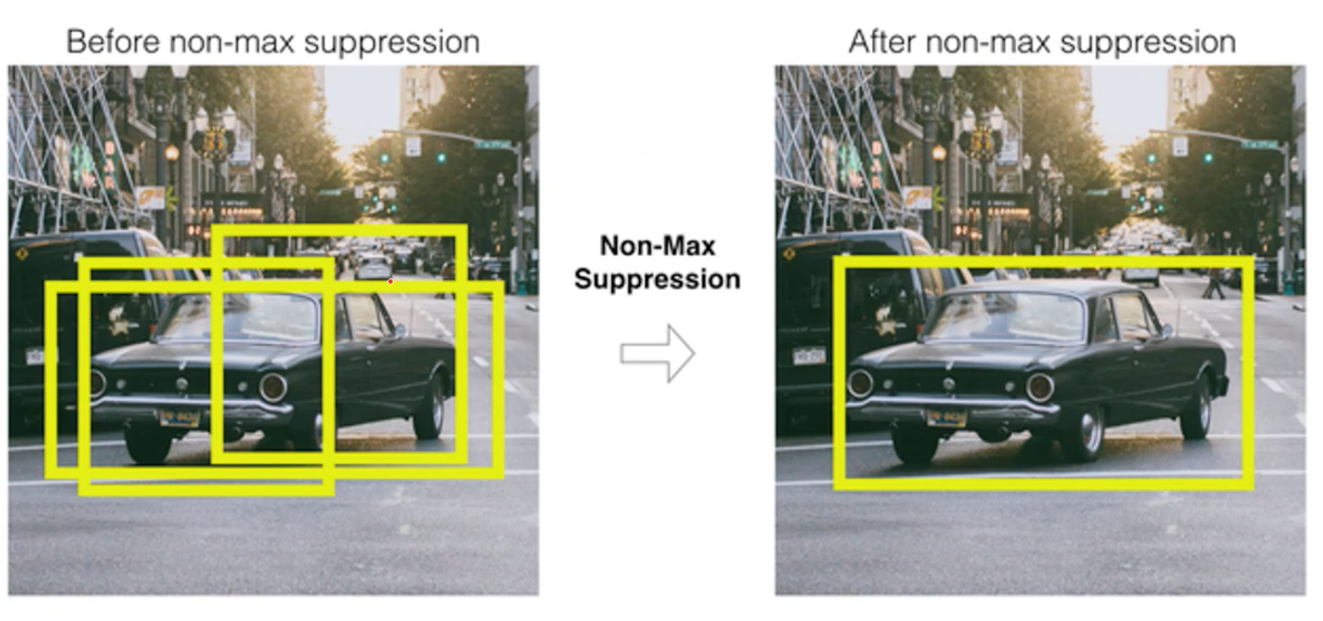 Before non-max suppression
After non-max suppression
Non-Max
Suppression